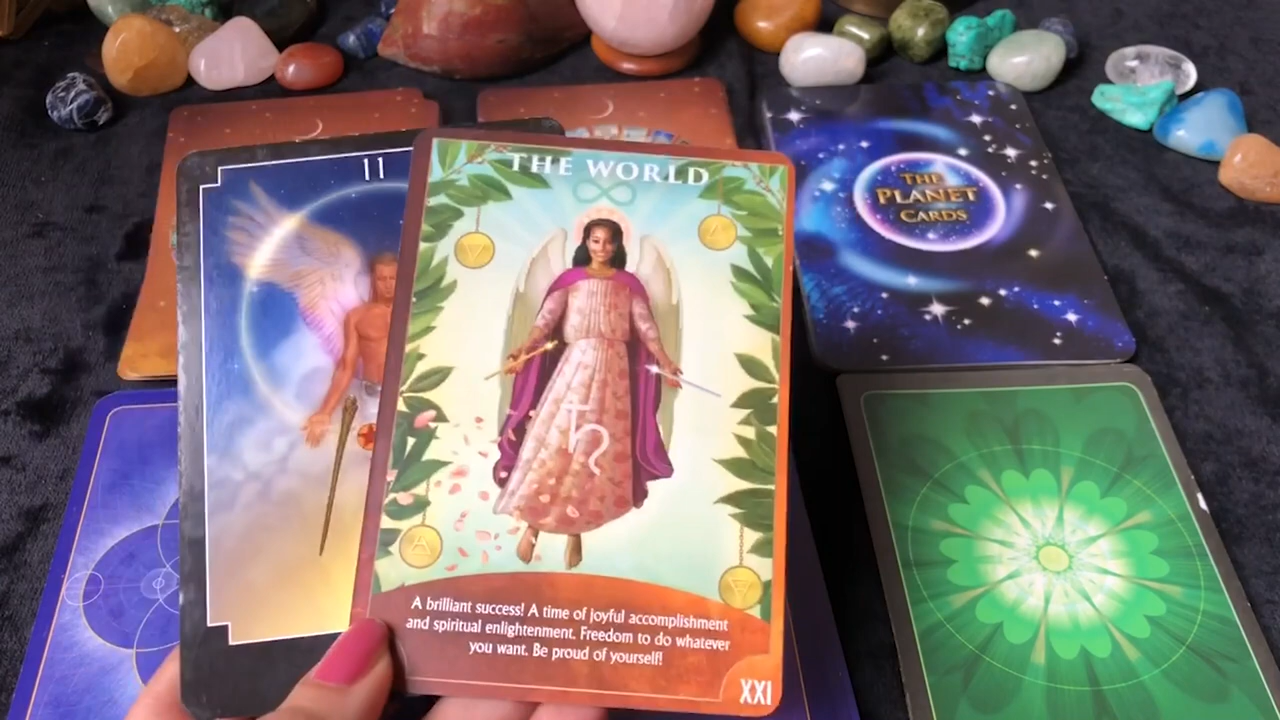 11
THE WORLD
THE
PLANET
CARDS
A brilliant success! A time of joyful accomplishment
and spiritual enlightenment. Freedom to do whatever
you want. Be proud of yourself!
XXI